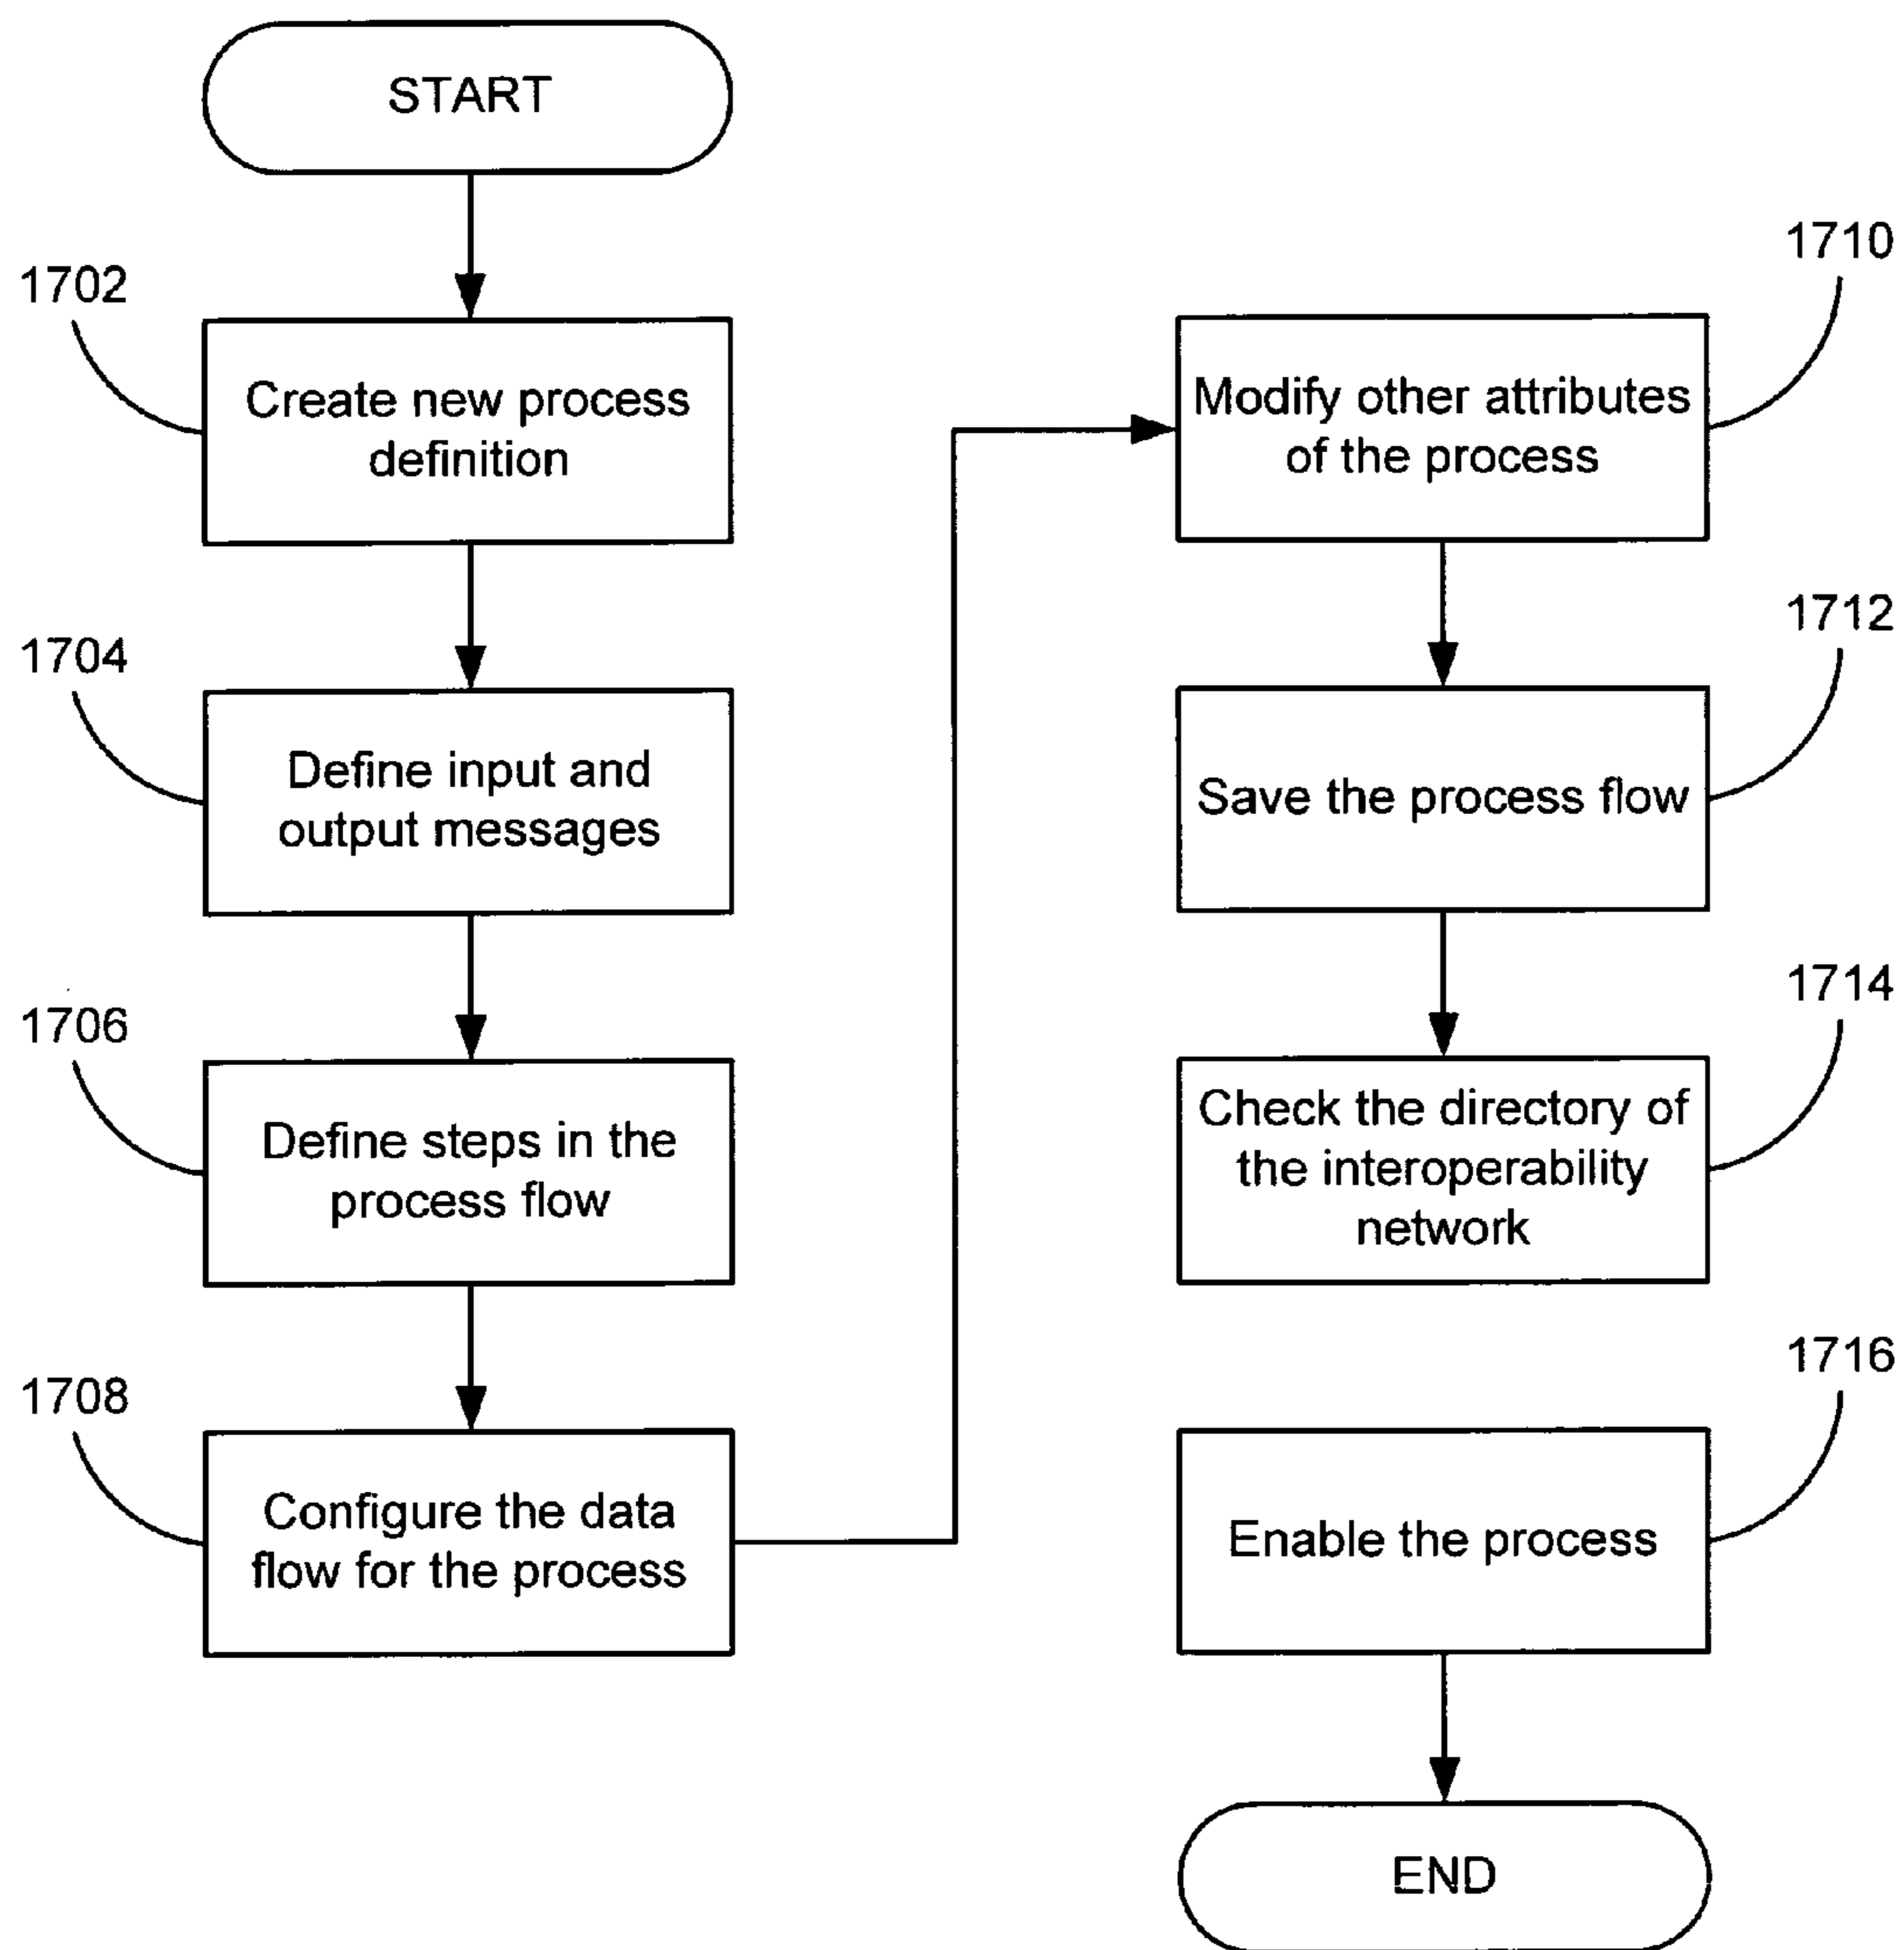 START
1702
Create new process
definition
1704
Define input and
output messages
1706
Define steps in the
process flow
1708
Configure the data
flow for the process
1710
Modify other attributes
of the process
1712
Save the process flow
1714
Check the directory of
the interoperability
network
1716
Enable the process
END